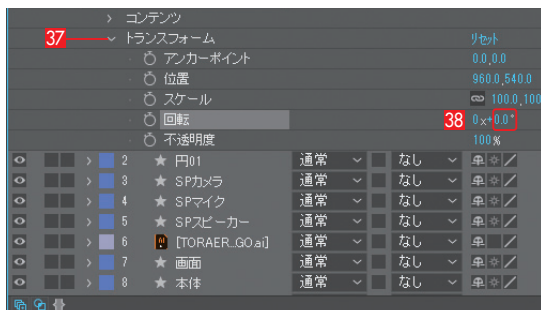 コンテンツ
37 トランスフォーム リセット
アンカーポイント 0.0,0.0
位置 960.0,540.0
スケール 100.0,100
回転 38 0x+0.0°
不透明度 100%
2 ★ 円01 通常 なし
3 ★ SPカメラ 通常 なし
4 ★ SPマイク 通常 なし
5 ★ SPスピーカー 通常 なし
6 [TORAER...GO.ai] 通常 なし
7 ★ 画面 通常 なし
8 ★ 本体 通常 なし